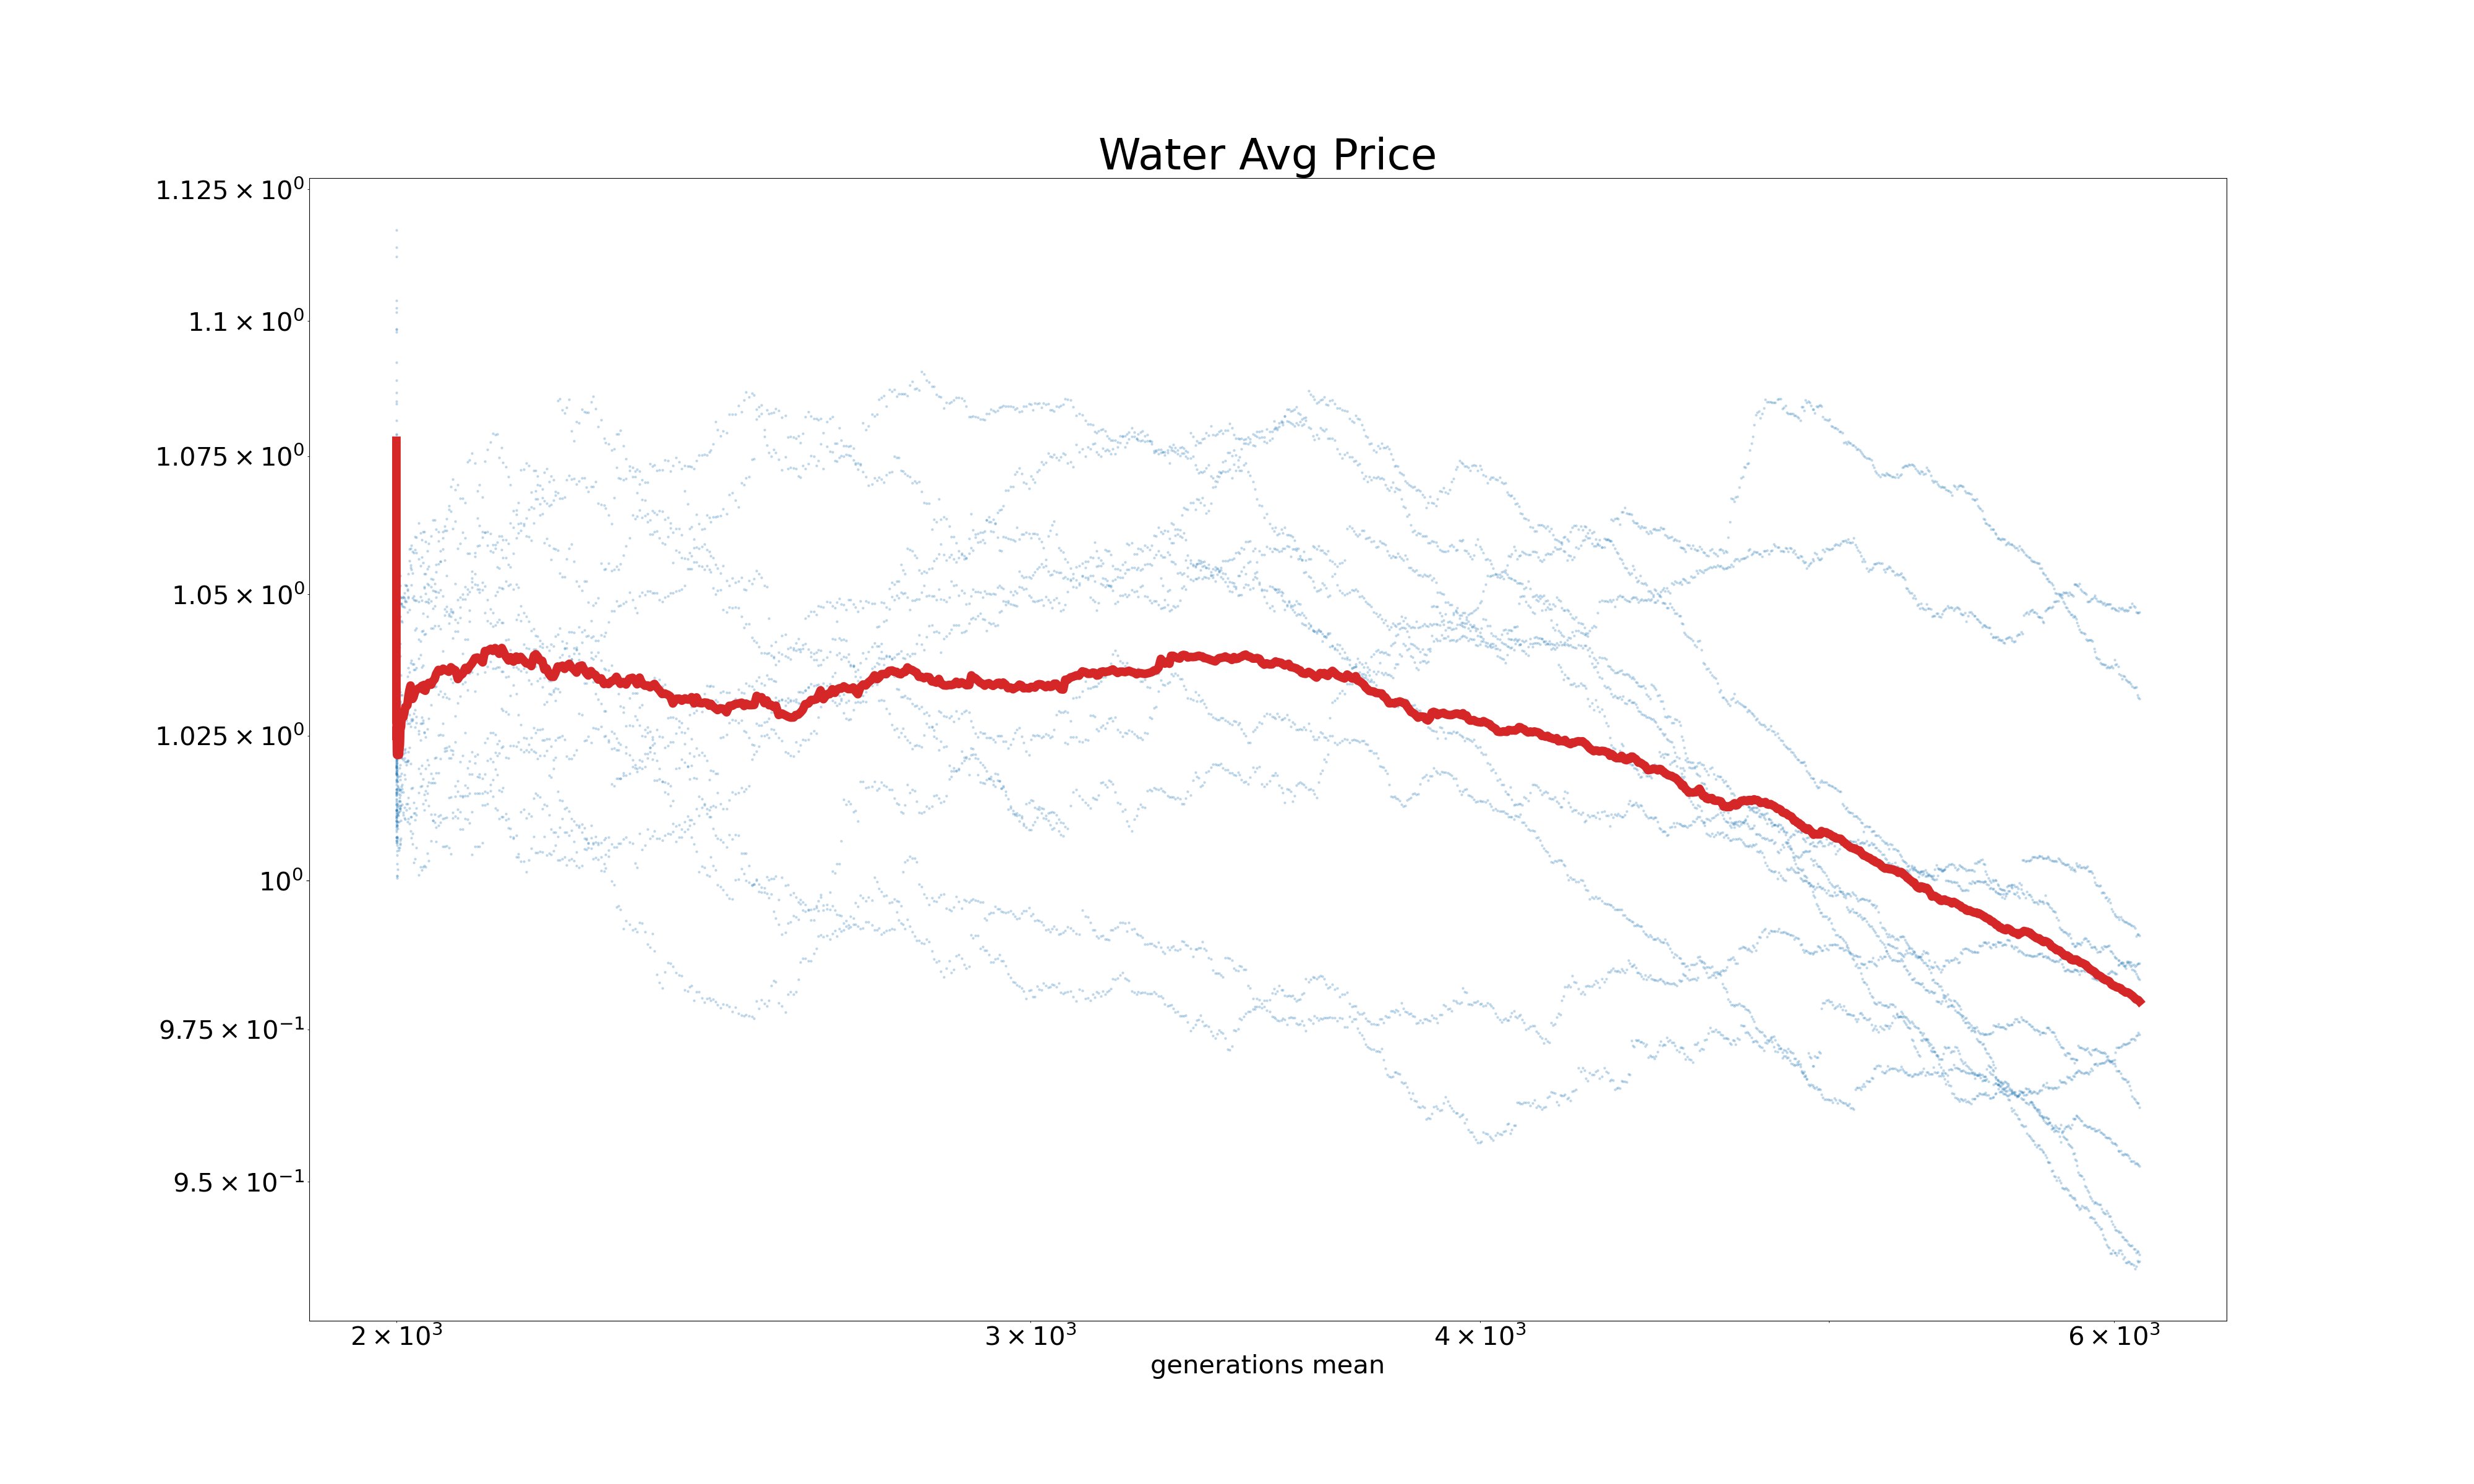 Water Avg Price
1.125 × 10⁰
1.1 × 10⁰
1.075 × 10⁰
1.05 × 10⁰
1.025 × 10⁰
10⁰
9.75 × 10⁻¹
9.5 × 10⁻¹
2 × 10³ 3 × 10³ 4 × 10³ 6 × 10³
generations mean